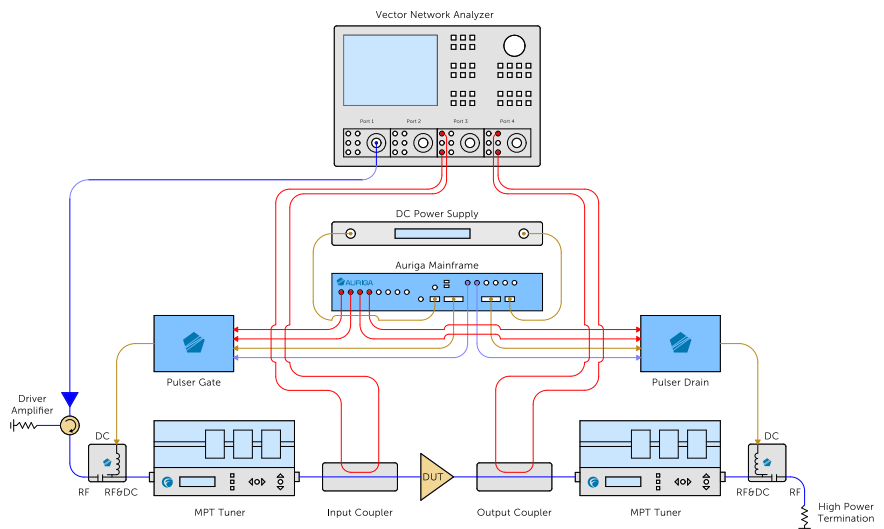 Vector Network Analyzer
Port 1
Port 2
Port 3
Port 4
DC Power Supply
Auriga Mainframe
AURIGA
Pulser Gate
Pulser Drain
Driver
Amplifier
DC
DC
DUT
RF
RF&DC
RF&DC
RF
MPT Tuner
Input Coupler
Output Coupler
MPT Tuner
High Power
Termination